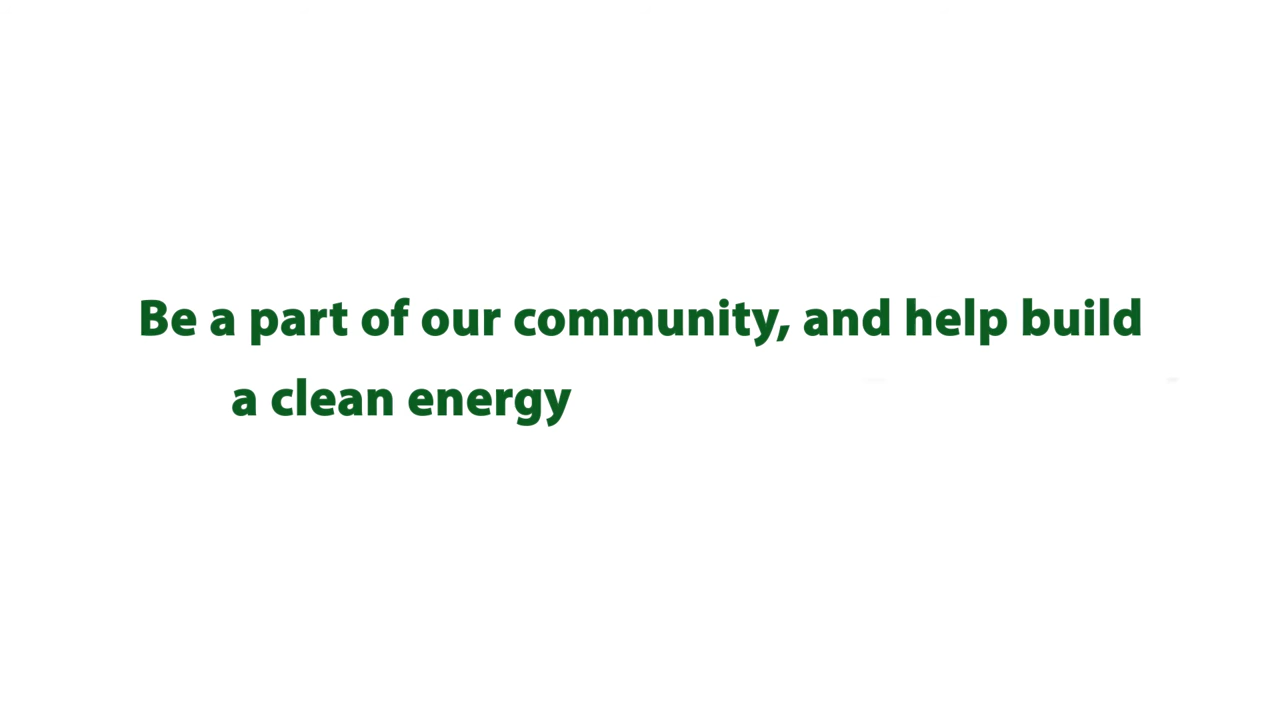 Be a part of our community, and help build
a clean energy